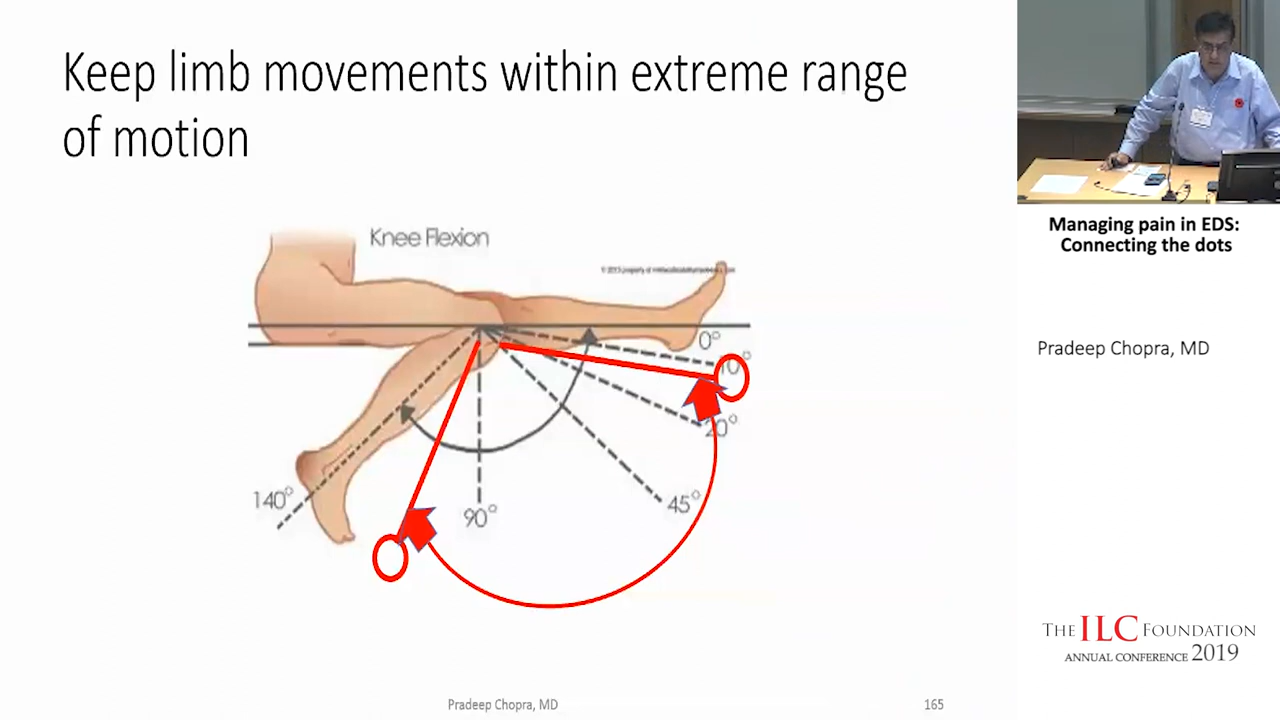 Keep limb movements within extreme range
of motion
Knee Flexion
0°
10°
20°
45°
90°
140°
Pradeep Chopra, MD
165
Managing pain in EDS:
Connecting the dots
Pradeep Chopra, MD
THE ILC FOUNDATION
ANNUAL CONFERENCE 2019